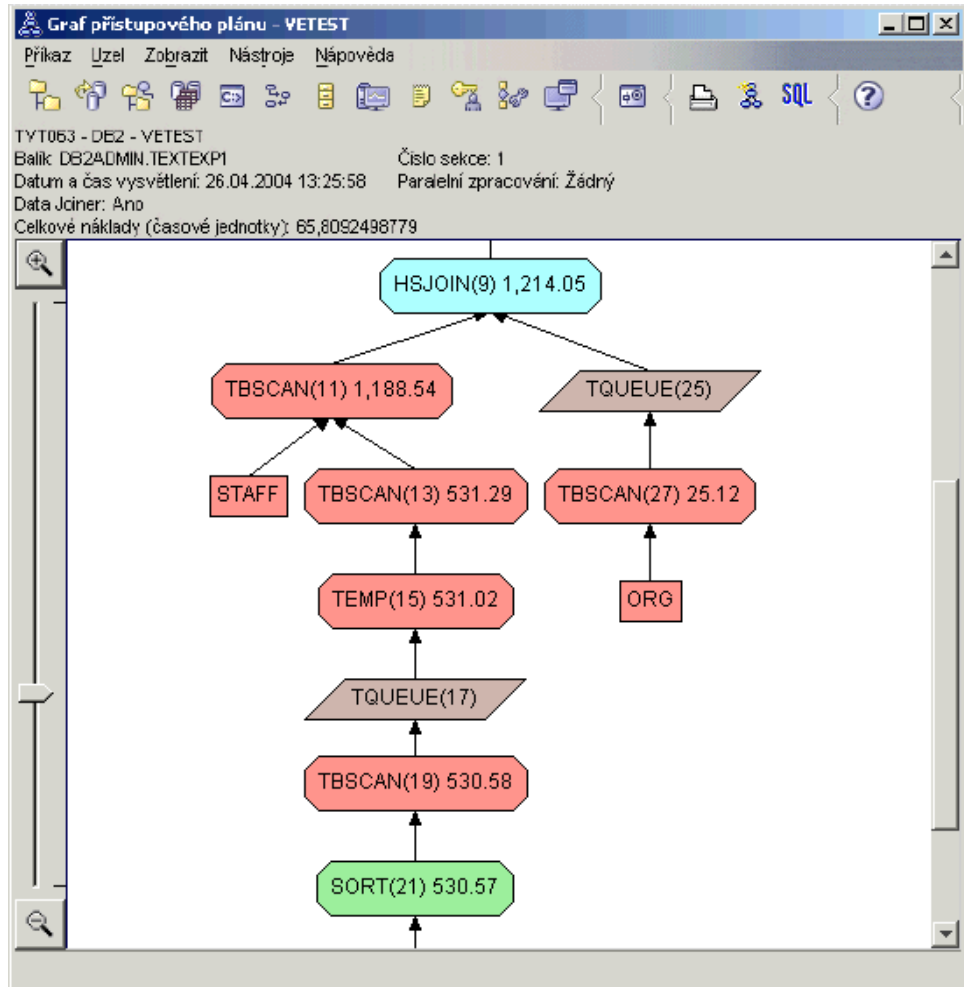 Graf přístupového plánu - VETEST
Příkaz Uzel Zobrazit Nástroje Nápověda
SQL
TVT063 - DB2 - VETEST
Balík: DB2ADMIN.TEXTEXP1 Číslo sekce: 1
Datum a čas vysvětlení: 26.04.2004 13:25:58 Paralelní zpracování: Žádný
Data Joiner: Ano
Celkové náklady (časové jednotky): 65,8092498779
HSJOIN(9) 1,214.05
TBSCAN(11) 1,188.54 TQUEUE(25)
STAFF TBSCAN(13) 531.29 TBSCAN(27) 25.12
TEMP(15) 531.02 ORG
TQUEUE(17)
TBSCAN(19) 530.58
SORT(21) 530.57